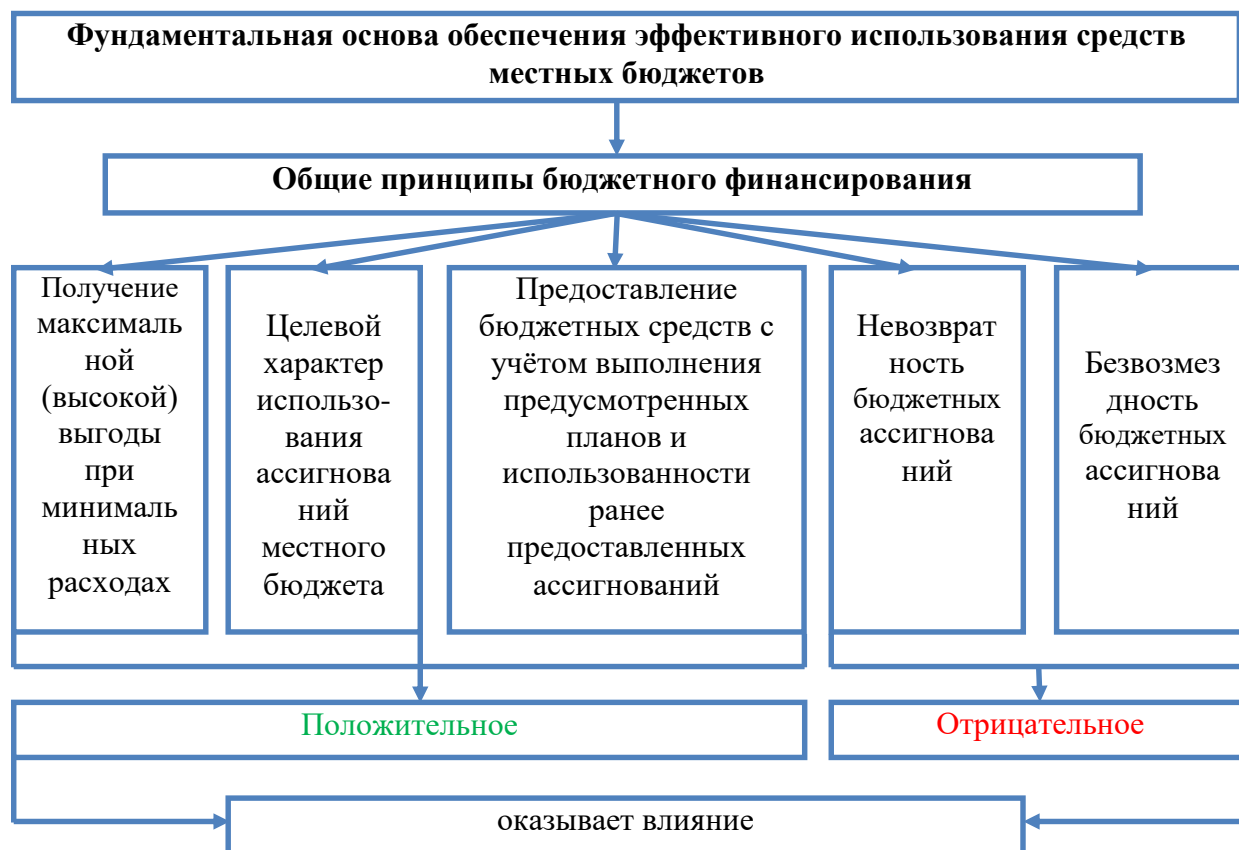 Фундаментальная основа обеспечения эффективного использования средств
местных бюджетов
Общие принципы бюджетного финансирования
Получение
максималь
ной
(высокой)
выгоды
при
минималь
ных
расходах
Целевой
характер
использо-
вания
ассигнова
ний
местного
бюджета
Предоставление
бюджетных средств с
учётом выполнения
предусмотренных
планов и
использованности
ранее
предоставленных
ассигнований
Невозврат
ность
бюджетных
ассигнова
ний
Безвозмез
дность
бюджетных
ассигнова
ний
Положительное
Отрицательное
оказывает влияние